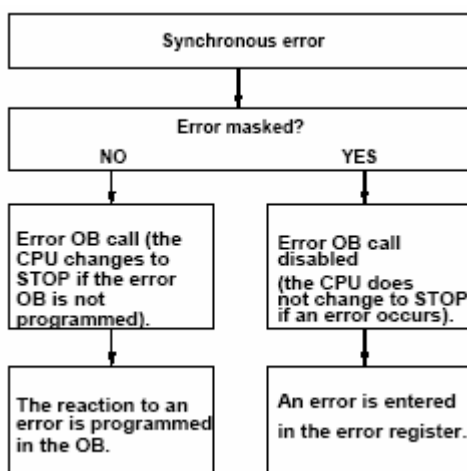 Synchronous error
Error masked?
NO
YES
Error OB call (the
CPU changes to
STOP if the error
OB is not
programmed).
Error OB call
disabled
(the CPU does
not change to STOP
if an error occurs).
The reaction to an
error is programmed
in the OB.
An error is entered
in the error register.